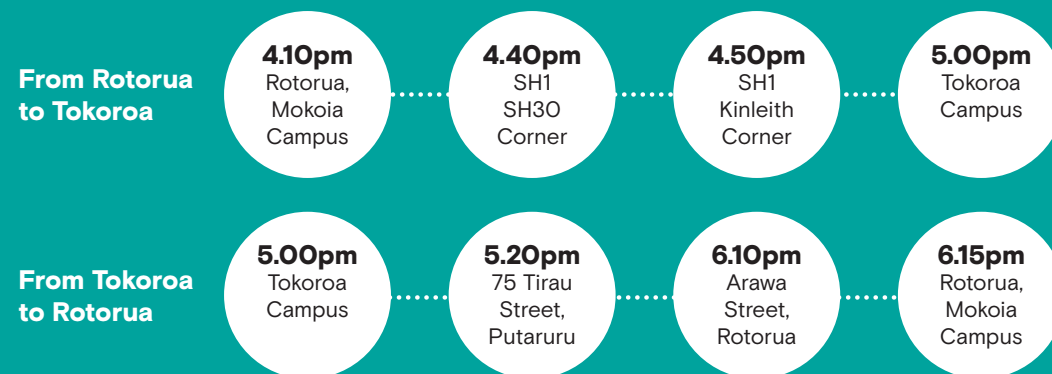 From Rotorua
to Tokoroa
4.10pm
Rotorua,
Mokoia
Campus
4.40pm
SH1
SH30
Corner
4.50pm
SH1
Kinleith
Corner
5.00pm
Tokoroa
Campus
From Tokoroa
to Rotorua
5.00pm
Tokoroa
Campus
5.20pm
75 Tirau
Street,
Putaruru
6.10pm
Arawa
Street,
Rotorua
6.15pm
Rotorua,
Mokoia
Campus